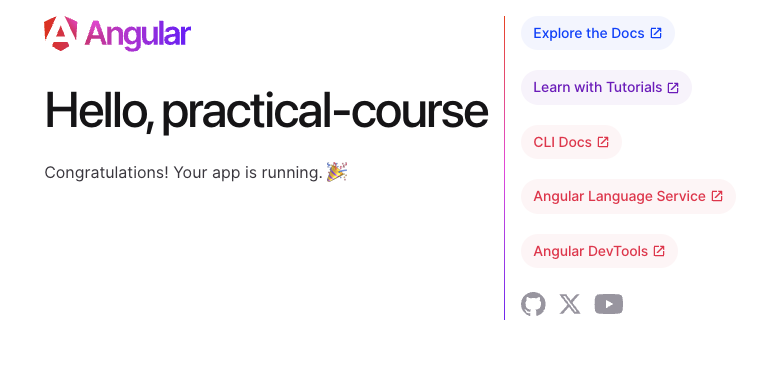 Angular
Hello, practical-course
Congratulations! Your app is running. 🎉
Explore the Docs
Learn with Tutorials
CLI Docs
Angular Language Service
Angular DevTools